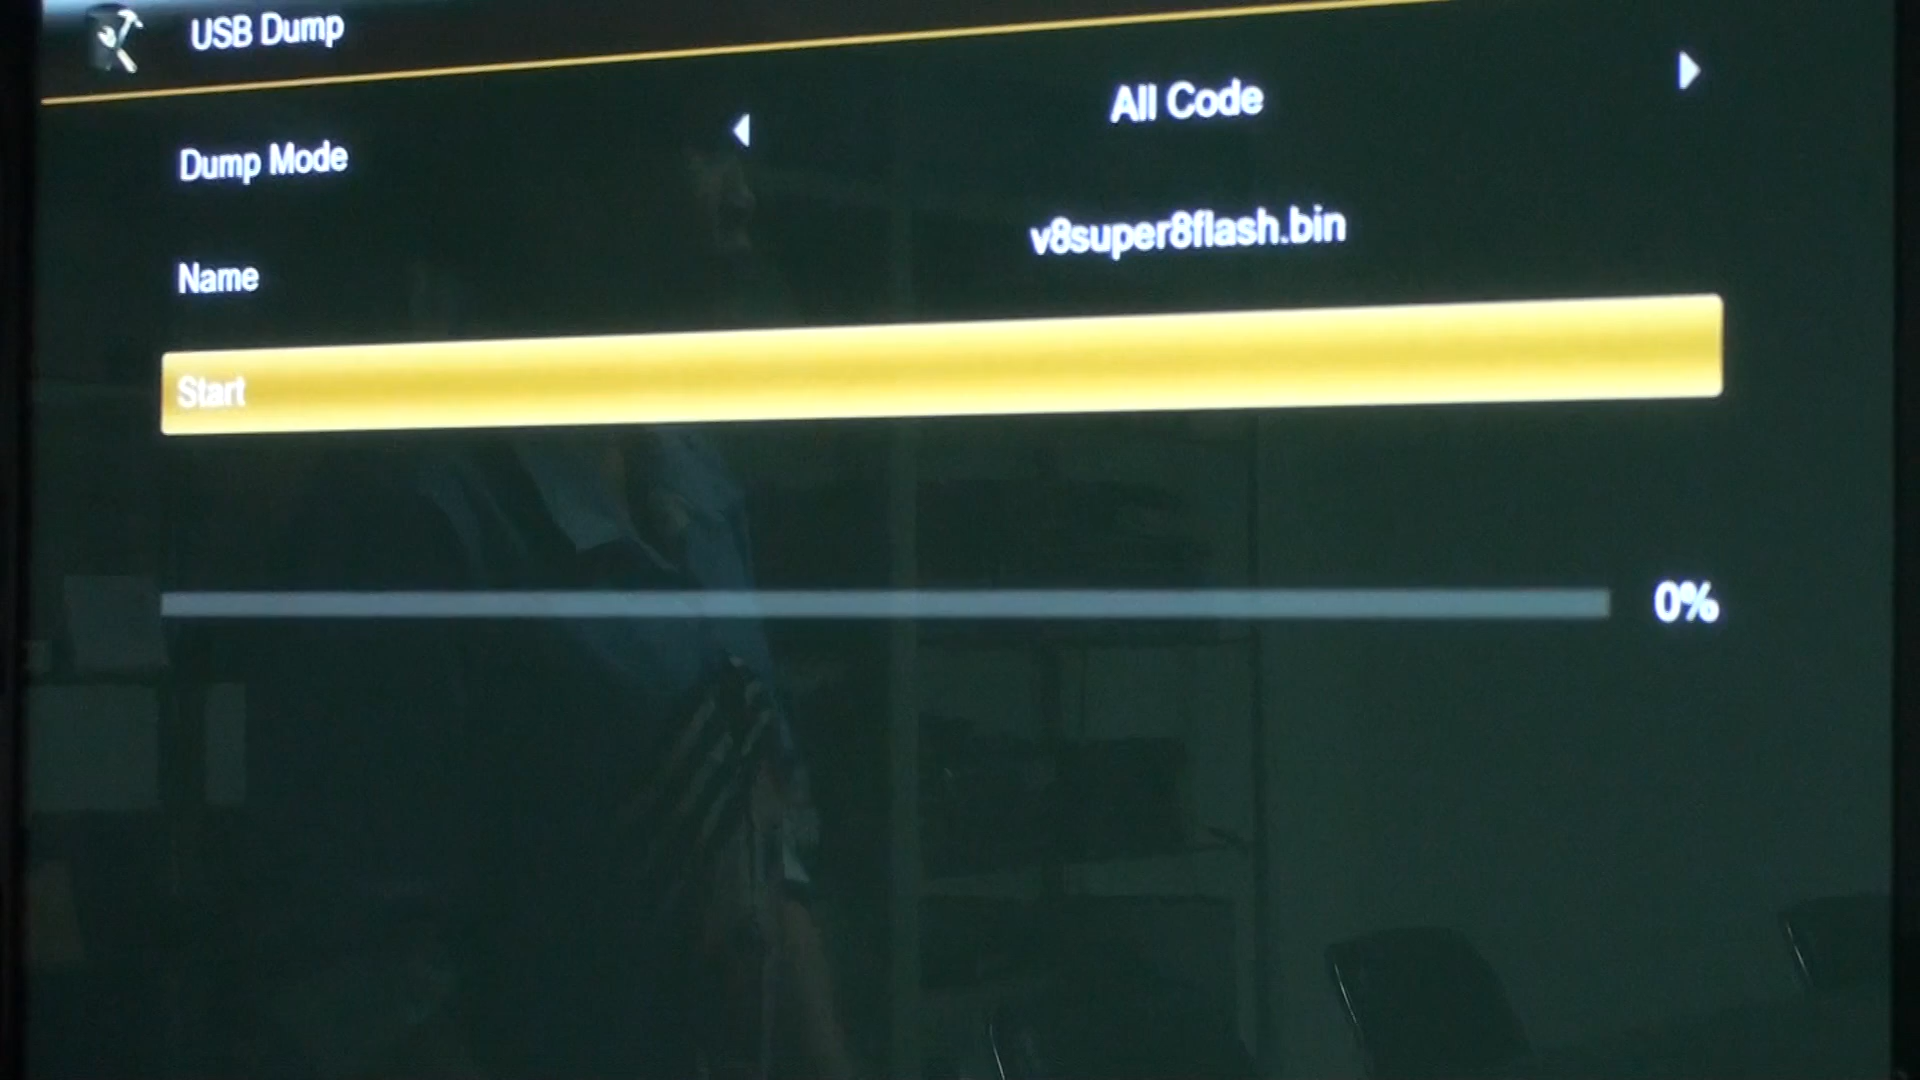 USB Dump
Dump Mode
All Code
Name
v8super8flash.bin
Start
0%